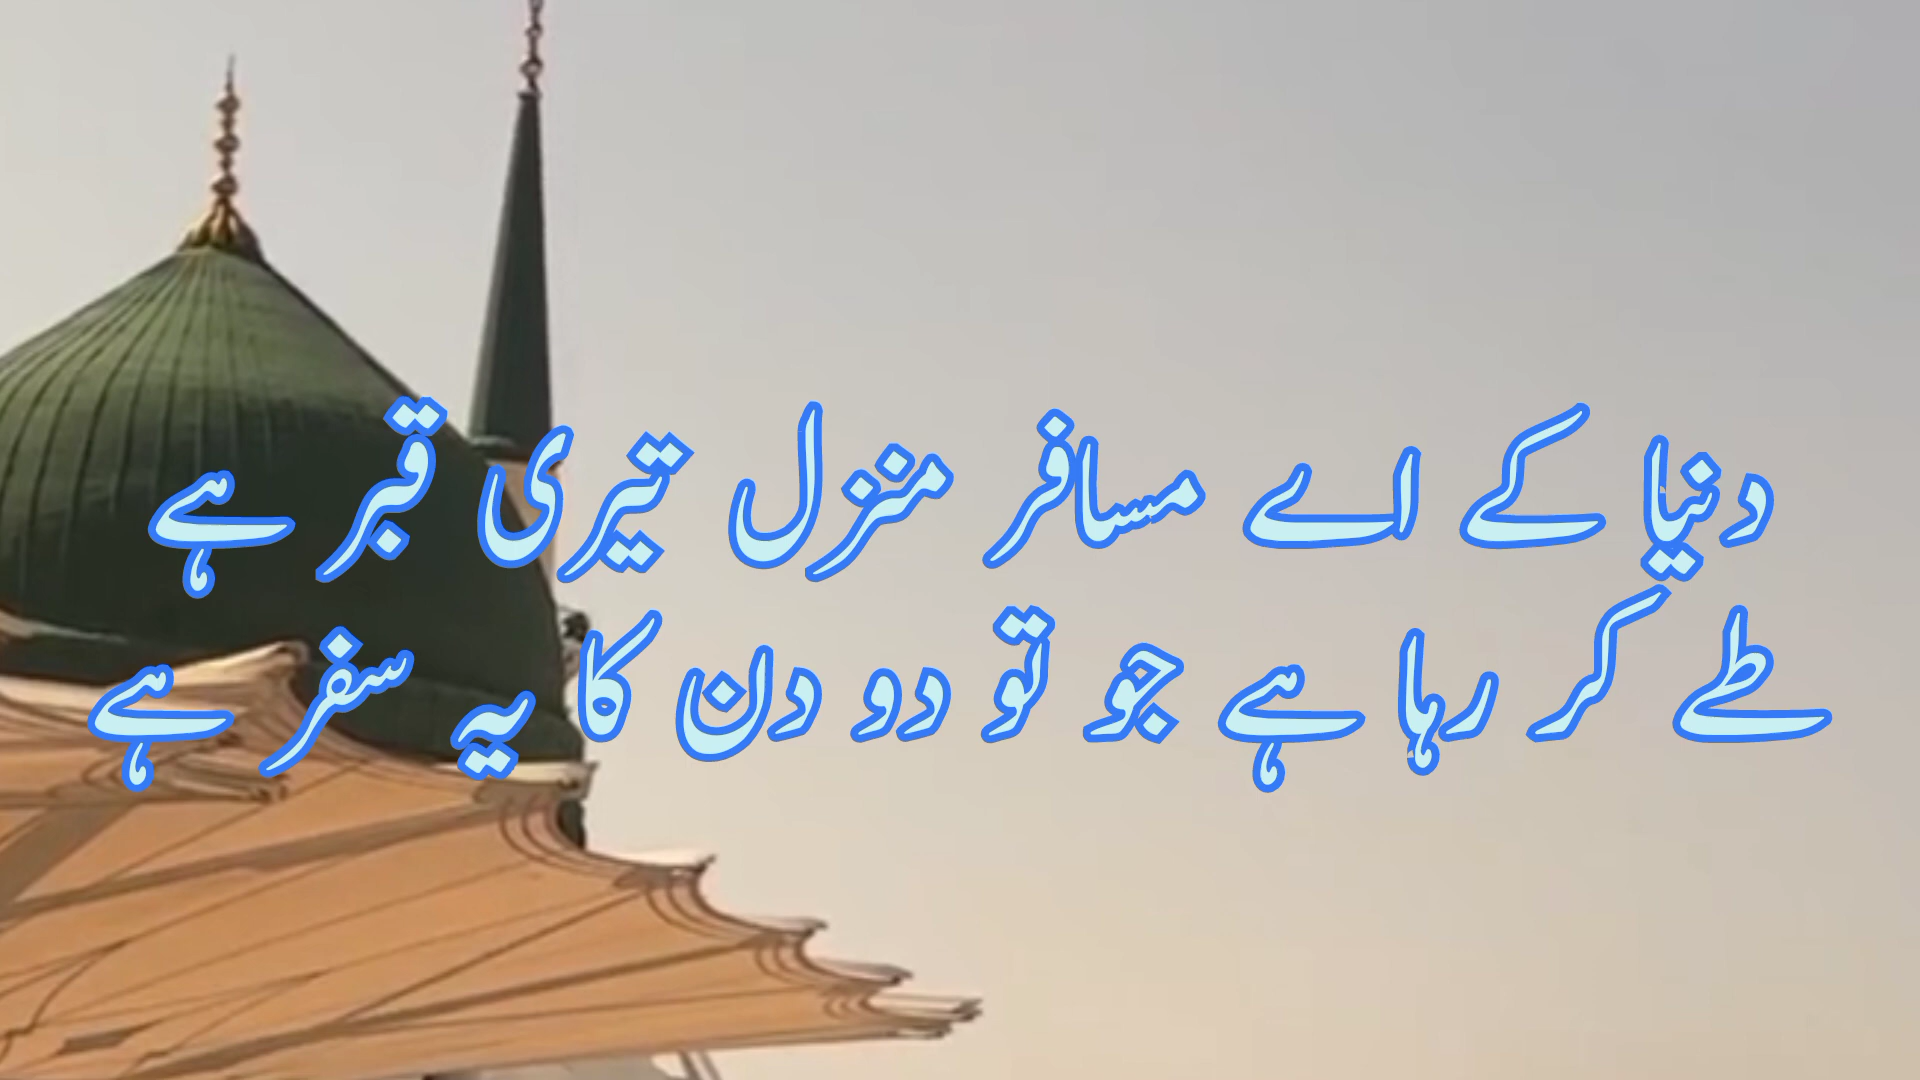 دنیا کے اے مسافر منزل تیری قبر ہے
طے کر رہا ہے جو تو دو دن کا یہ سفر ہے